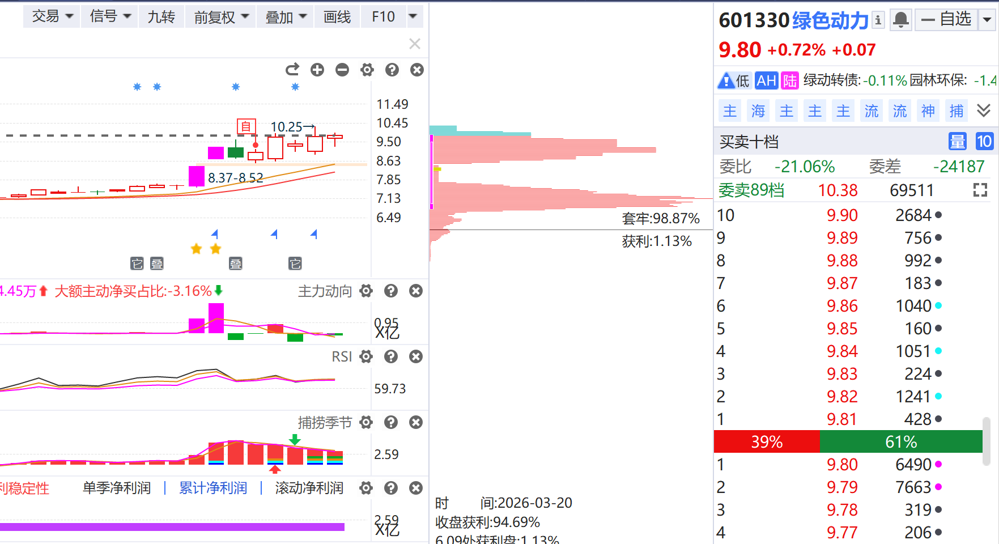 交易 信号 九转 前复权 叠加 画线 F10
11.49
10.45
自
10.25→
9.50
8.63
8.37-8.52
7.85
7.13
6.49
它 叠 叠 它
4.45万 大额主动净买占比:-3.16% 主力动向
0.95
X亿
RSI
59.73
捕捞季节
2.59
利稳定性 单季净利润 | 累计净利润 | 滚动净利润
2.59
X亿
套牢:98.87%
获利:1.13%
时 间:2026-03-20
收盘获利:94.69%
6.09处获利盘:1.13%
601330 绿色动力 自选
9.80 +0.72% +0.07
低 AH 陆 绿动转债:-0.11% 园林环保: -1.4
主 海 主 主 主 流 流 神 捕
买卖十档 量 10
委比 -21.06% 委差 -24187
委卖89档 10.38 69511
10 9.90 2684
9 9.89 756
8 9.88 992
7 9.87 183
6 9.86 1040
5 9.85 160
4 9.84 1051
3 9.83 224
2 9.82 1241
1 9.81 428
39% 61%
1 9.80 6490
2 9.79 7663
3 9.78 319
4 9.77 206